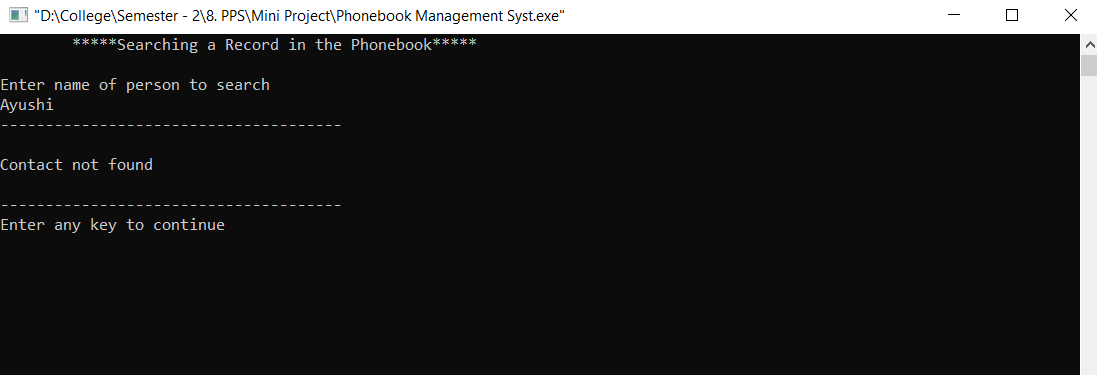 "D:\College\Semester - 2\8. PPS\Mini Project\Phonebook Management Syst.exe"
*****Searching a Record in the Phonebook*****
Enter name of person to search
Ayushi
--------------------------------------
Contact not found
--------------------------------------
Enter any key to continue